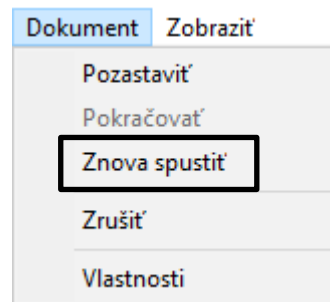 Dokument Zobraziť
Pozastaviť
Pokračovať
Znova spustiť
Zrušiť
Vlastnosti